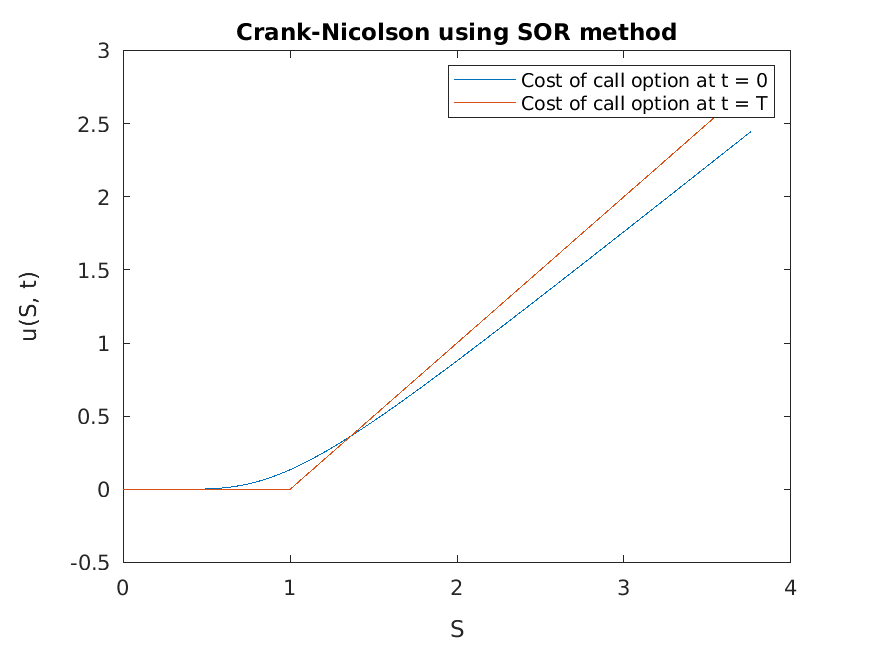 Crank-Nicolson using SOR method
Cost of call option at t = 0
Cost of call option at t = T
u(S, t)
3
2.5
2
1.5
1
0.5
0
-0.5
0
1
2
3
4
S